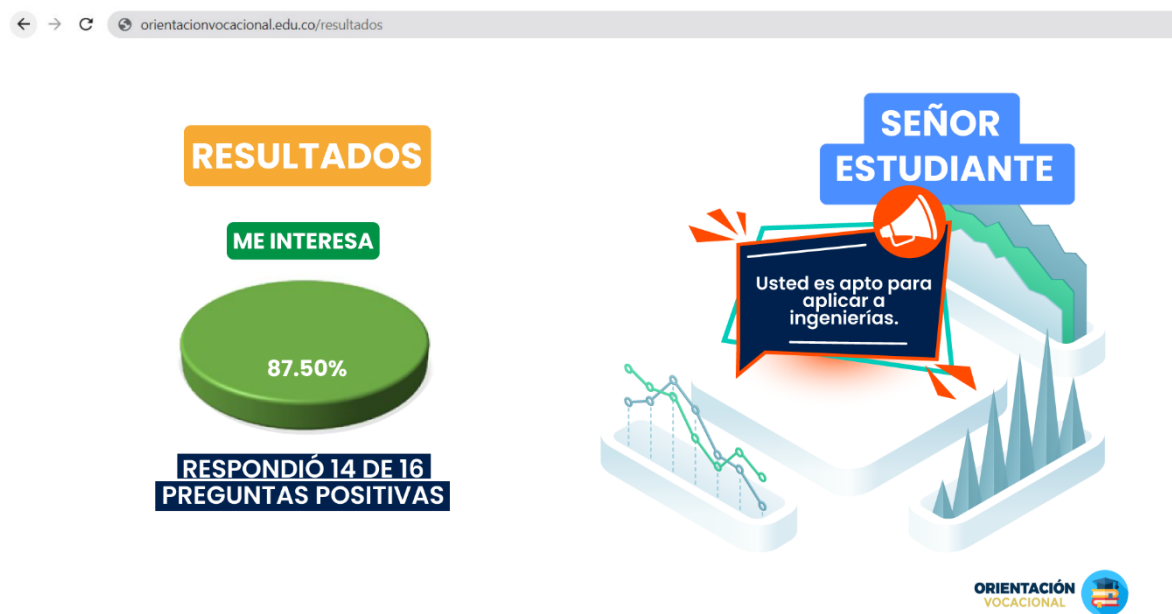 orientacionvocacional.edu.co/resultados
RESULTADOS
ME INTERESA
87.50%
RESPONDIÓ 14 DE 16
PREGUNTAS POSITIVAS
SEÑOR
ESTUDIANTE
Usted es apto para
aplicar a
ingenierías.
ORIENTACIÓN
VOCACIONAL